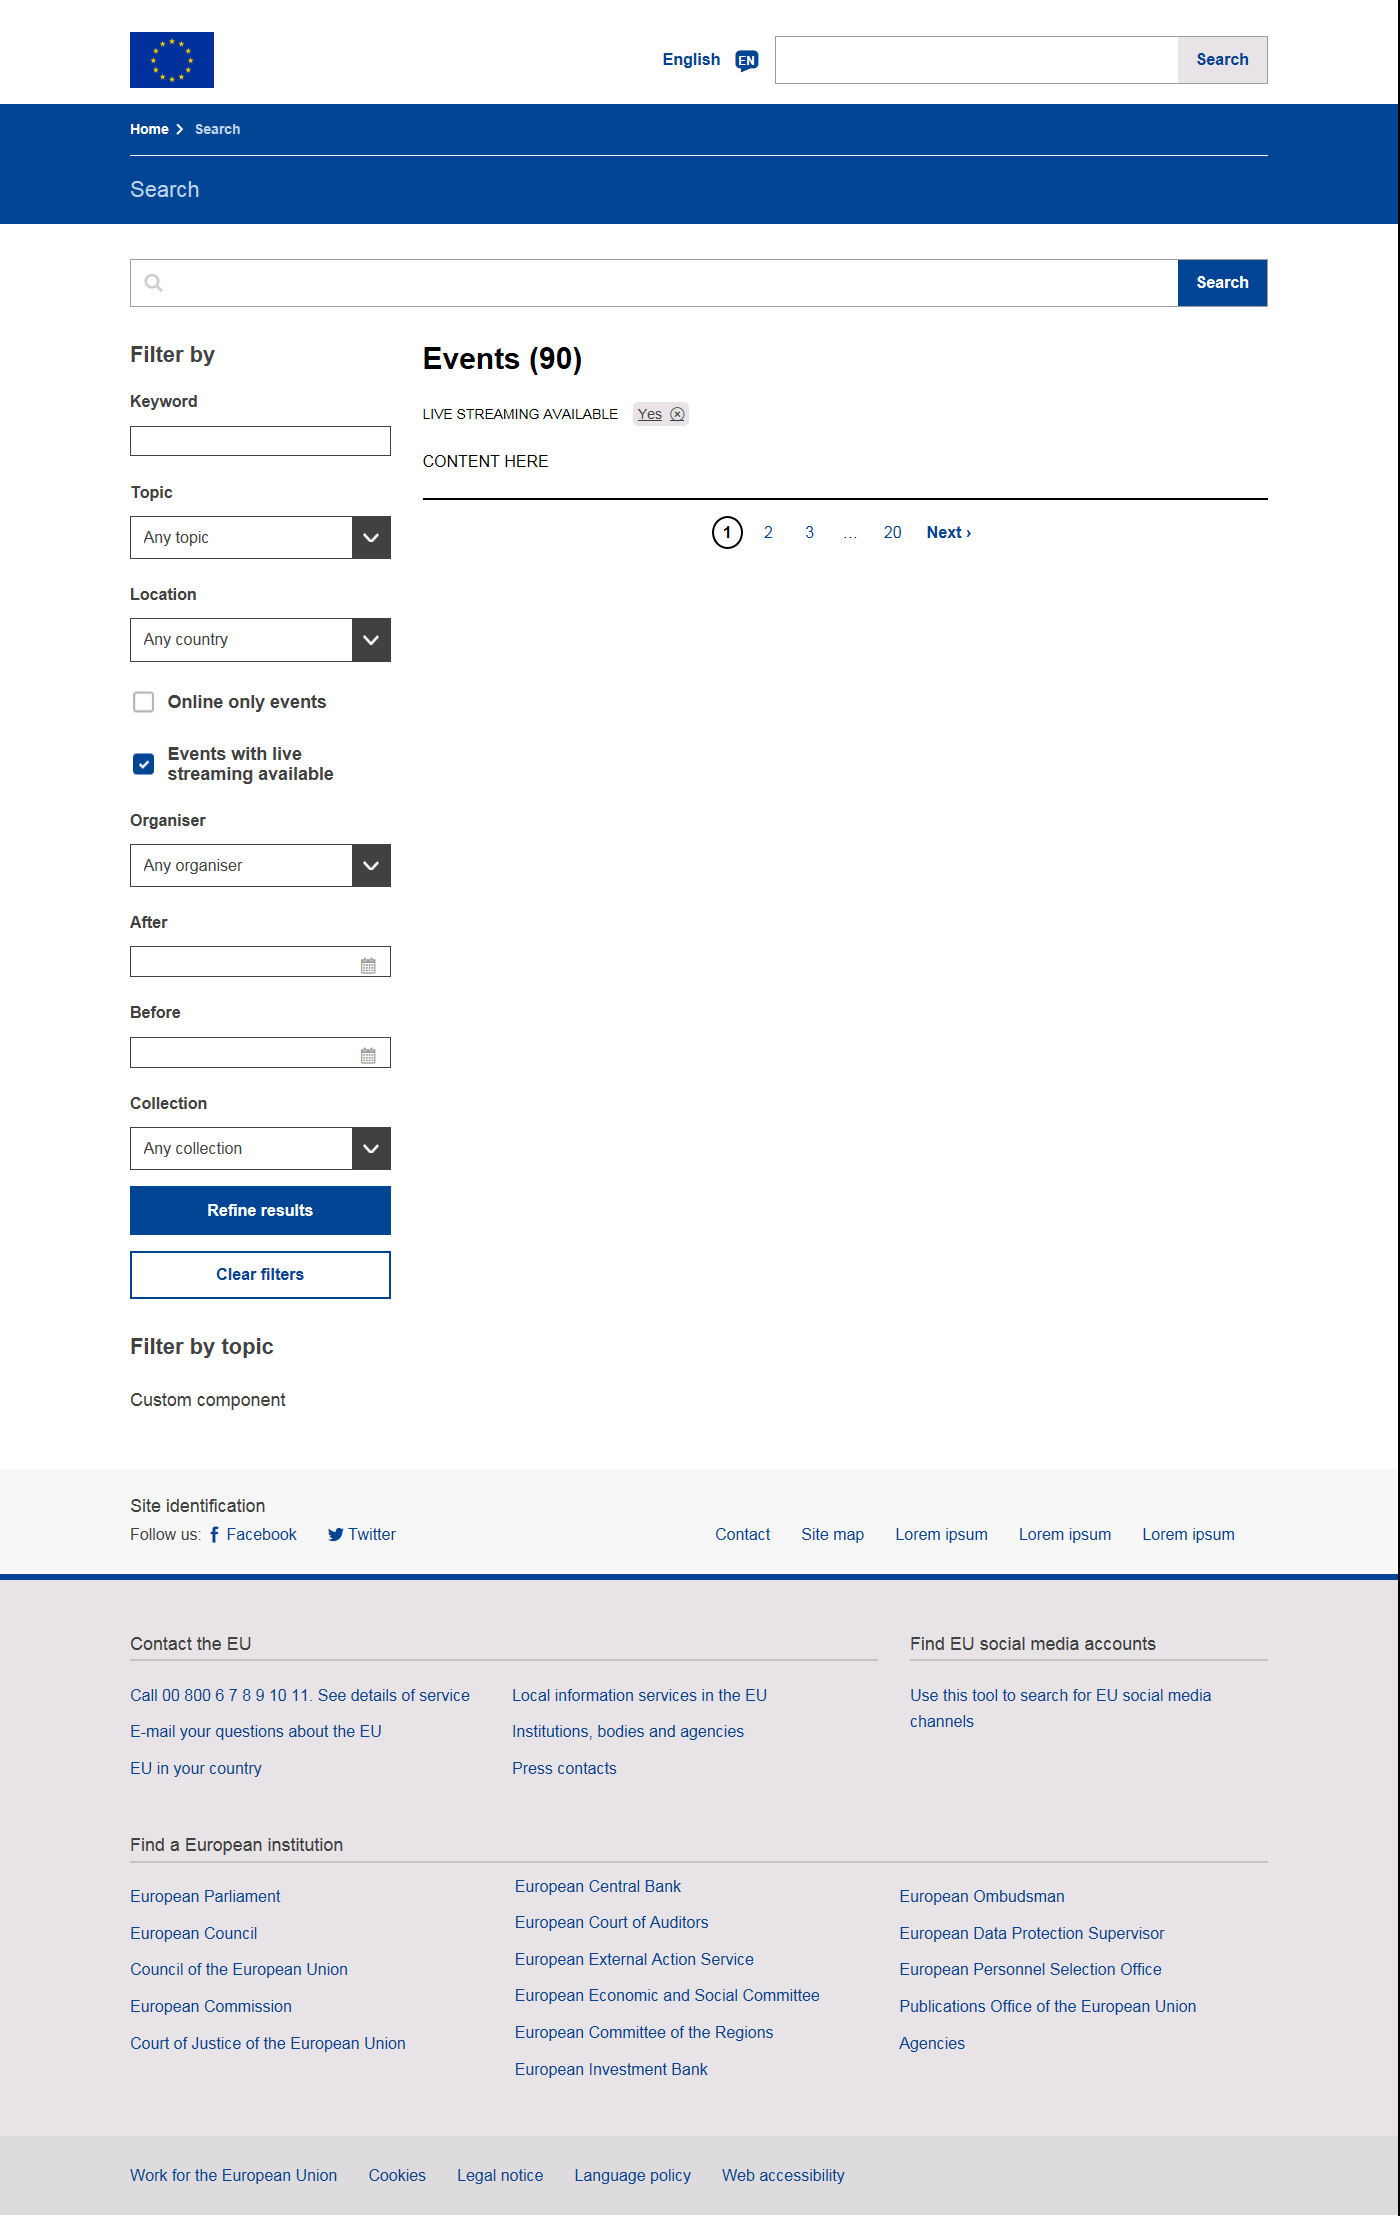 English EN Search
Home Search
Search
Search
Filter by
Keyword
Topic
Any topic
Location
Any country
Online only events
Events with live
streaming available
Organiser
Any organiser
After
Before
Collection
Any collection
Refine results
Clear filters
Filter by topic
Custom component
Events (90)
LIVE STREAMING AVAILABLE Yes
CONTENT HERE
1 2 3 ... 20 Next ›
Site identification
Follow us: Facebook Twitter
Contact Site map Lorem ipsum Lorem ipsum Lorem ipsum
Contact the EU
Call 00 800 6 7 8 9 10 11. See details of service
E-mail your questions about the EU
EU in your country
Local information services in the EU
Institutions, bodies and agencies
Press contacts
Find EU social media accounts
Use this tool to search for EU social media
channels
Find a European institution
European Parliament
European Council
Council of the European Union
European Commission
Court of Justice of the European Union
European Central Bank
European Court of Auditors
European External Action Service
European Economic and Social Committee
European Committee of the Regions
European Investment Bank
European Ombudsman
European Data Protection Supervisor
European Personnel Selection Office
Publications Office of the European Union
Agencies
Work for the European Union Cookies Legal notice Language policy Web accessibility